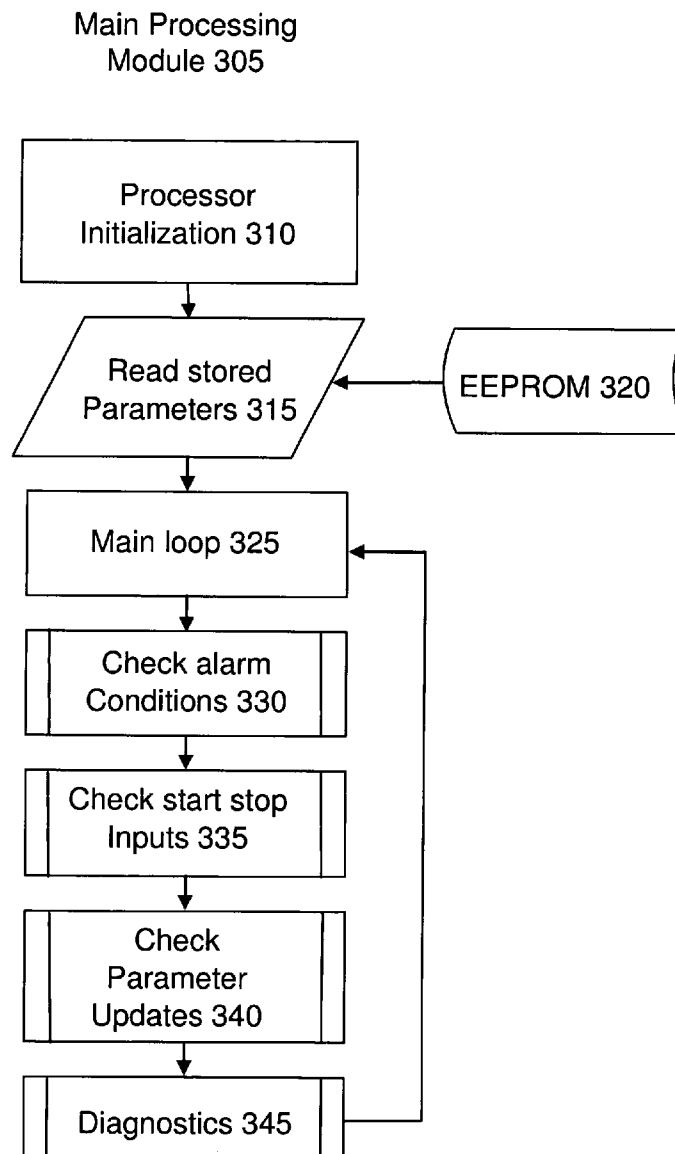 Main Processing
Module 305
Processor
Initialization 310
Read stored
Parameters 315
EEPROM 320
Main loop 325
Check alarm
Conditions 330
Check start stop
Inputs 335
Check
Parameter
Updates 340
Diagnostics 345